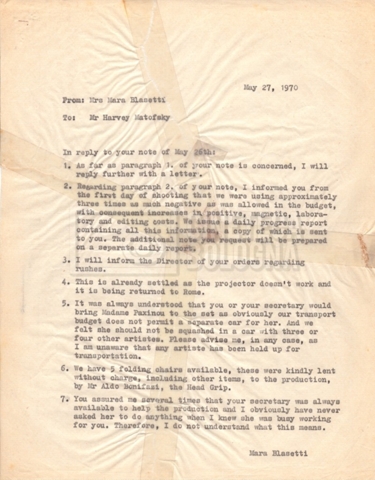 May 27, 1970
From: Mrs Mara Blasetti
To: Mr Harvey Matofsky
In reply to your note of May 26th:
1. As far as paragraph 1. of your note is concerned, I will
reply further with a letter.
2. Regarding paragraph 2. of your note, I informed you from
the first day of shooting that we were using approximately
three times as much negative as was allowed in the budget,
with consequent increases in positive, magnetic, labora-
tory and editing costs. We issue a daily progress report
containing all this information, a copy of which is sent
to you. The additional note you request will be prepared
on a separate daily report.
3. I will inform the Director of your orders regarding
rushes.
4. This is already settled as the projector doesn't work and
it is being returned to Rome.
5. It was always understood that you or your secretary would
bring Madame Paxinou to the set as obviously our transport
budget does not permit a separate car for her. And we
felt she should not be squashed in a car with three or
four other artistes. Please advise me, in any case, as
I am unaware that any artists has been held up for
transportation.
6. We have 5 folding chairs available, these were kindly lent
without charge, including other items, to the production,
by Mr Aldo Bonifazi, the Head Grip.
7. You assured me several times that your secretary was always
available to help the production and I obviously have never
asked her to do anything when I knew she was busy working
for you. Therefore, I do not understand what this means.
Mara Blasetti